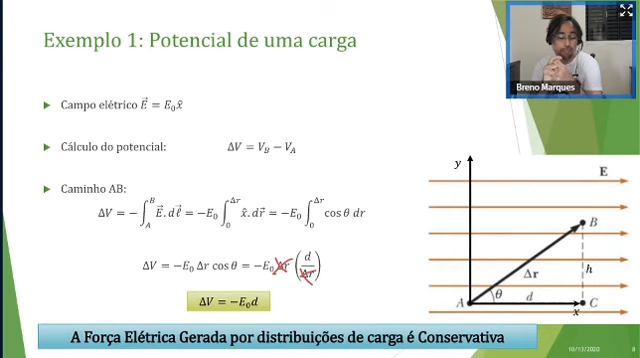 Exemplo 1: Potencial de uma carga
Breno Marques
Campo elétrico $\vec{E} = E_0\hat{x}$
Cálculo do potencial: $\Delta V = V_B - V_A$
Caminho AB:
$\Delta V = -\int_A^B \vec{E}.d\vec{\ell} = -E_0 \int_0^{\Delta r} \hat{x}.d\vec{r} = -E_0 \int_0^{\Delta r} \cos\theta \, dr$
$\Delta V = -E_0 \, \Delta r \cos\theta = -E_0 \Delta r \left(\frac{d}{\Delta r}\right)$
$\Delta V = -E_0 d$
y
E
B
Δr
h
θ
A d C
x
A Força Elétrica Gerada por distribuições de carga é Conservativa
10/13/2020 8